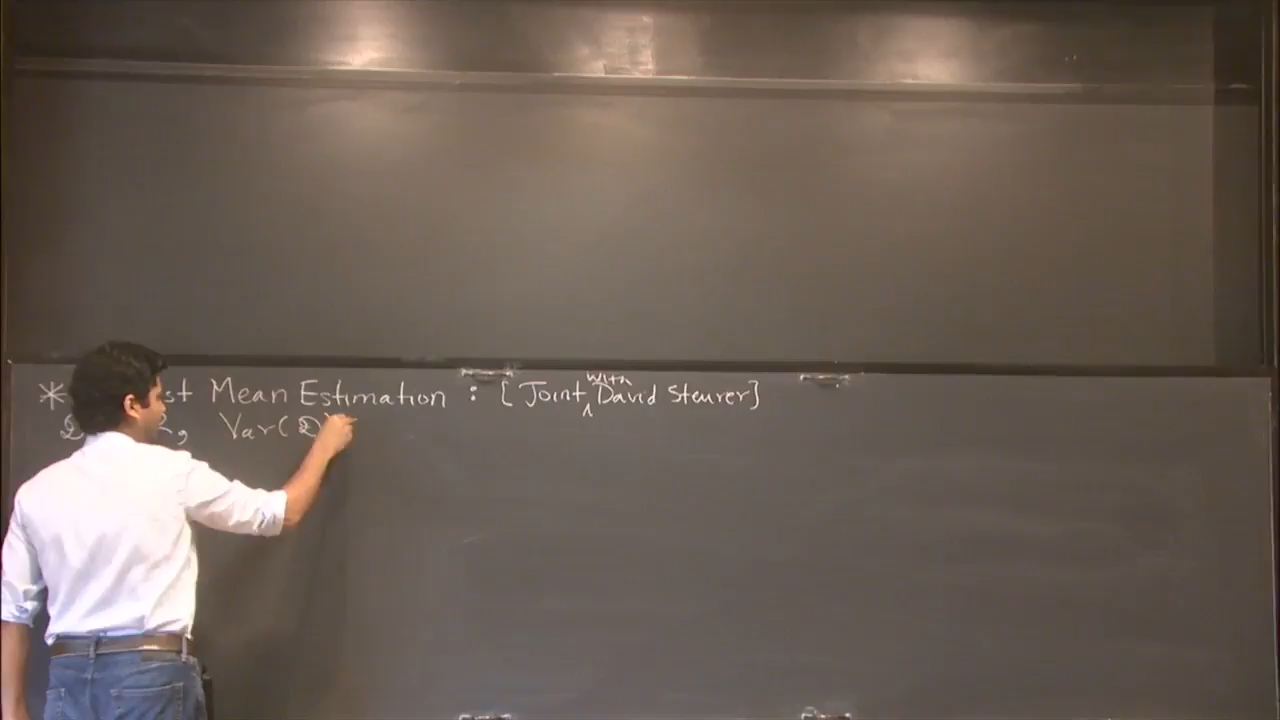 * st Mean Estimation : [Joint with David Steurer]
, Var(D)